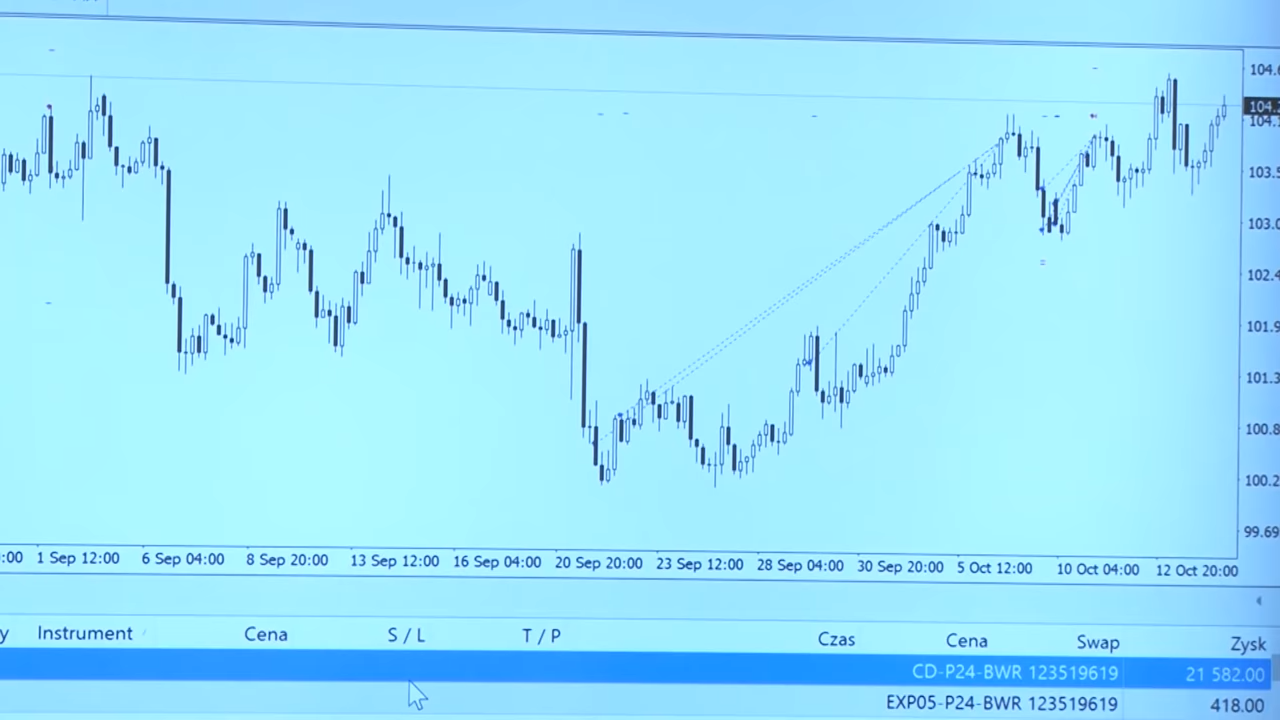 104.6
104.
104.1
103.5
103.0
102.4
101.9
101.3
100.8
100.2
99.69
:00 1 Sep 12:00 6 Sep 04:00 8 Sep 20:00 13 Sep 12:00 16 Sep 04:00 20 Sep 20:00 23 Sep 12:00 28 Sep 04:00 30 Sep 20:00 5 Oct 12:00 10 Oct 04:00 12 Oct 20:00
y Instrument Cena S / L T / P Czas Cena Swap Zysk
CD-P24-BWR 123519619 21 582.00
EXP05-P24-BWR 123519619 418.00